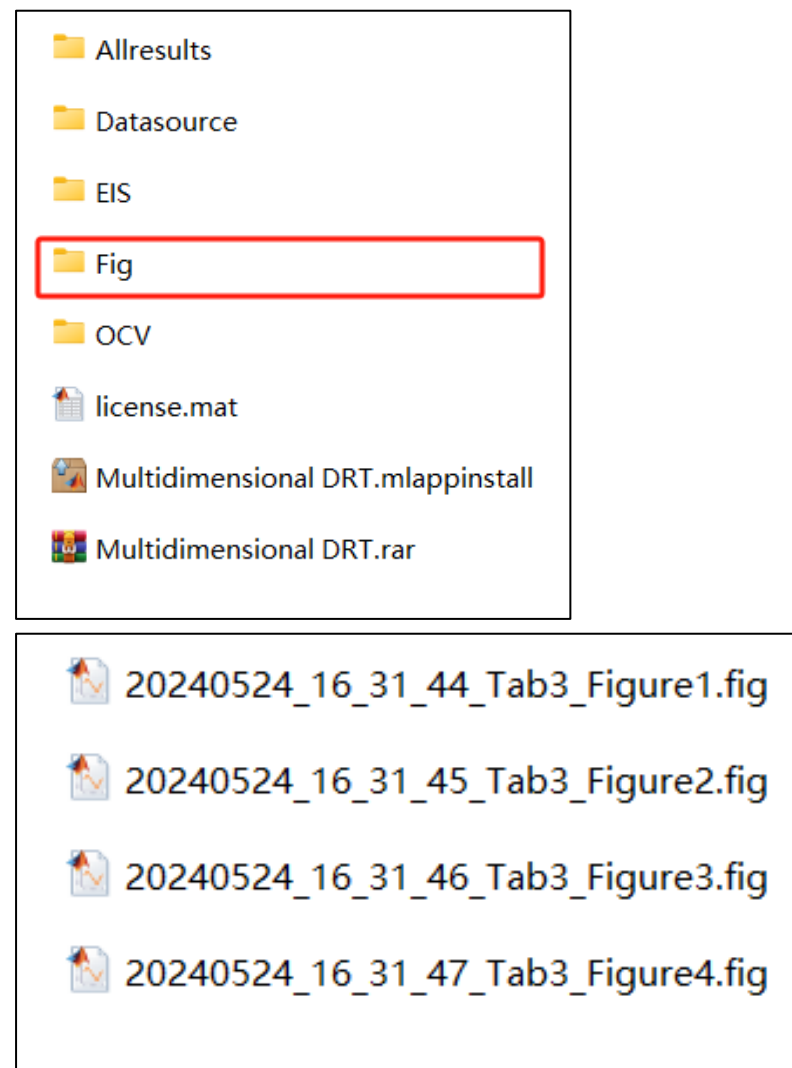 Allresults
Datasource
EIS
Fig
OCV
license.mat
Multidimensional DRT.mlappinstall
Multidimensional DRT.rar
20240524_16_31_44_Tab3_Figure1.fig
20240524_16_31_45_Tab3_Figure2.fig
20240524_16_31_46_Tab3_Figure3.fig
20240524_16_31_47_Tab3_Figure4.fig